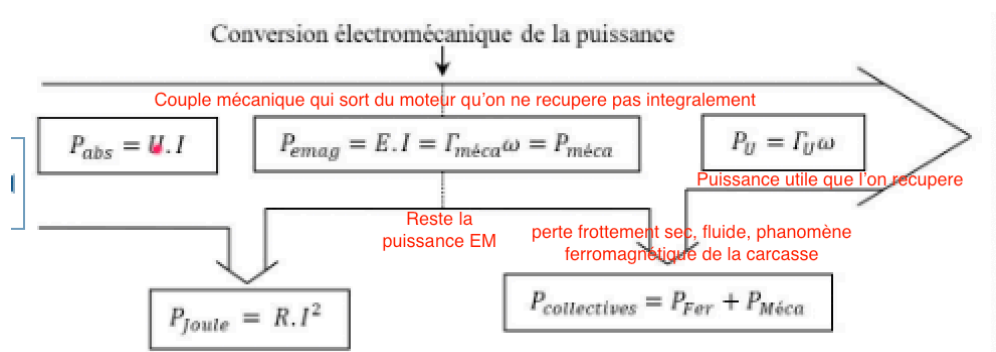 Conversion électromécanique de la puissance
Couple mécanique qui sort du moteur qu'on ne recupere pas integralement
P_abs = U.I
P_emag = E.I = Γ_méca ω = P_méca
P_U = Γ_U ω
Puissance utile que l'on recupere
Reste la
puissance EM
perte frottement sec, fluide, phanomène
ferromagnétique de la carcasse
P_Joule = R.I²
P_collectives = P_Fer + P_Méca